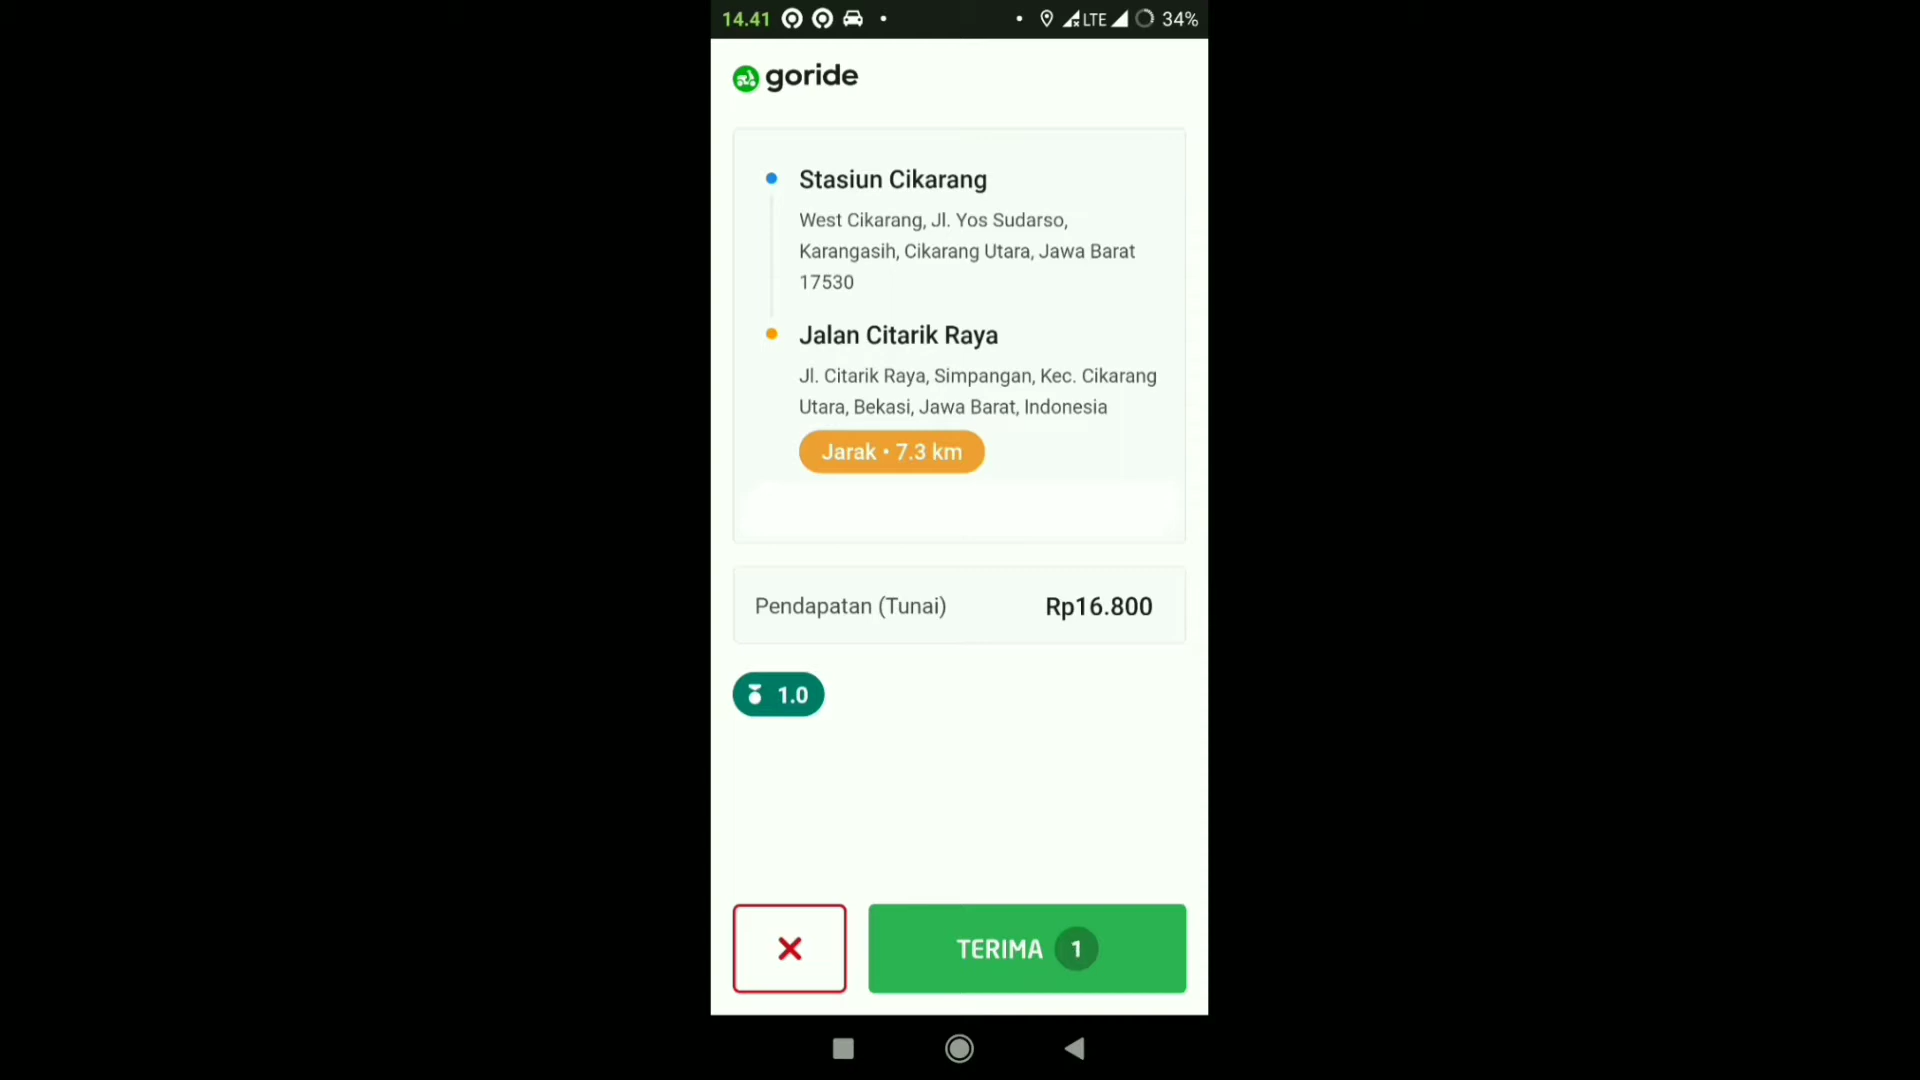 14.41 LTE 34%
goride
Stasiun Cikarang
West Cikarang, Jl. Yos Sudarso,
Karangasih, Cikarang Utara, Jawa Barat
17530
Jalan Citarik Raya
Jl. Citarik Raya, Simpangan, Kec. Cikarang
Utara, Bekasi, Jawa Barat, Indonesia
Jarak • 7.3 km
Pendapatan (Tunai) Rp16.800
1.0
TERIMA 1